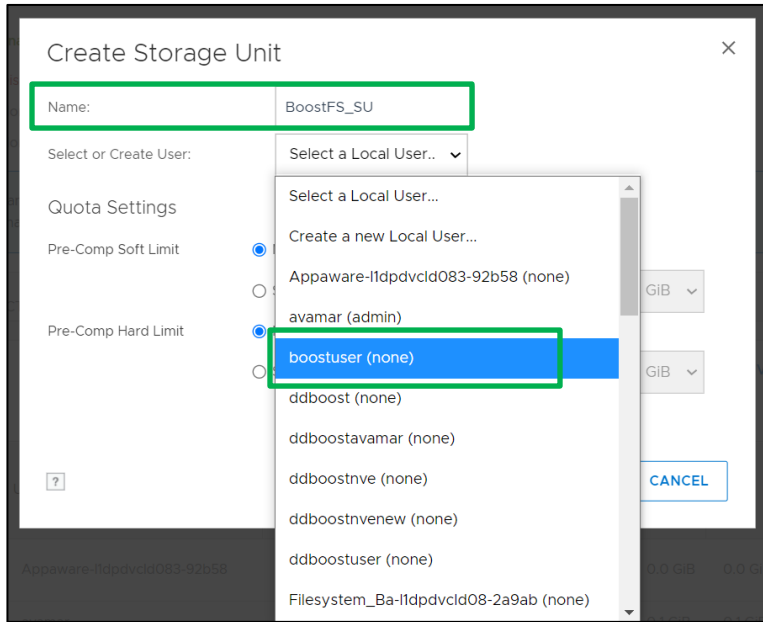 Create Storage Unit
Name: BoostFS_SU
Select or Create User: Select a Local User..
Select a Local User...
Quota Settings
Create a new Local User...
Pre-Comp Soft Limit
Appaware-l1dpdvcld083-92b58 (none)
GiB
avamar (admin)
Pre-Comp Hard Limit
boostuser (none)
GiB
ddboost (none)
ddboostavamar (none)
? ddboostnve (none) CANCEL
ddboostnvenew (none)
ddboostuser (none)
Appaware-l1dpdvcld083-92b58 0.0 GiB
Filesystem_Ba-l1dpdvcld08-2a9ab (none)